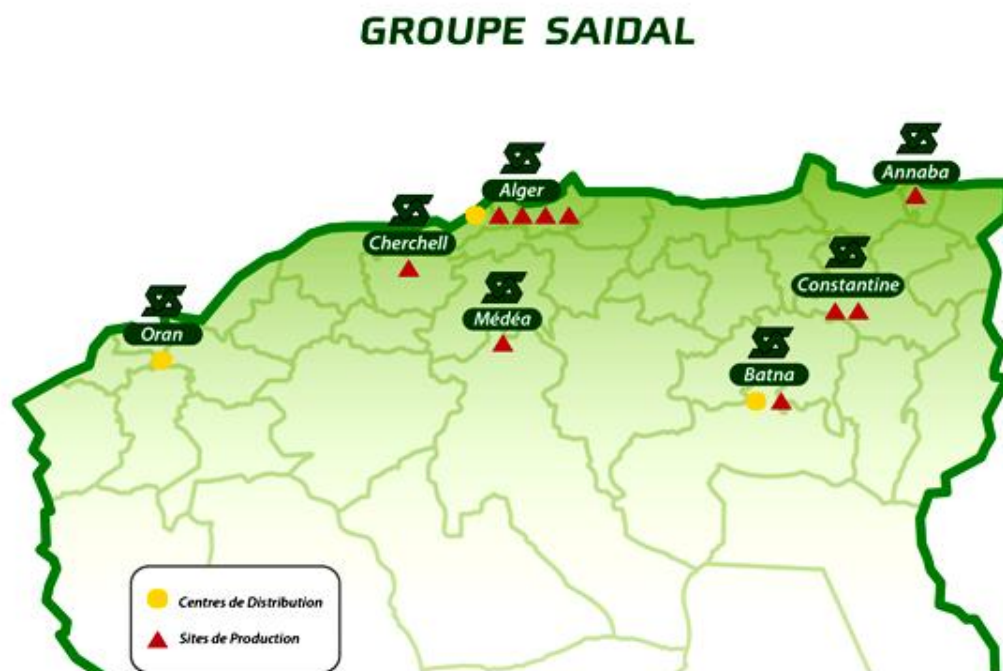 GROUPE SAIDAL
Annaba
Alger
Cherchell
Constantine
Médéa
Oran
Batna
Centres de Distribution
Sites de Production